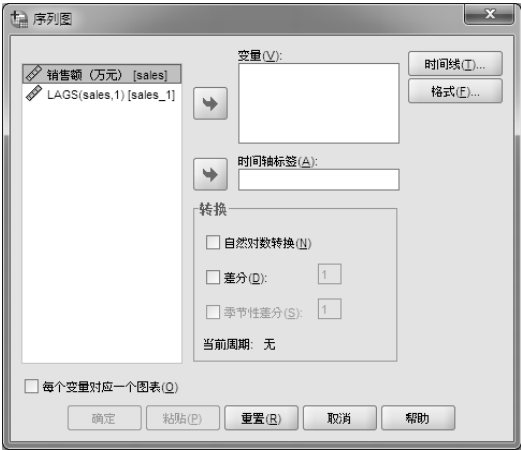 序列图
销售额（万元） [sales]
LAGS(sales,1) [sales_1]
变量(V):
时间线(T)...
格式(F)...
时间轴标签(A):
转换
自然对数转换(N)
差分(D): 1
季节性差分(S): 1
当前周期: 无
每个变量对应一个图表(O)
确定 粘贴(P) 重置(R) 取消 帮助